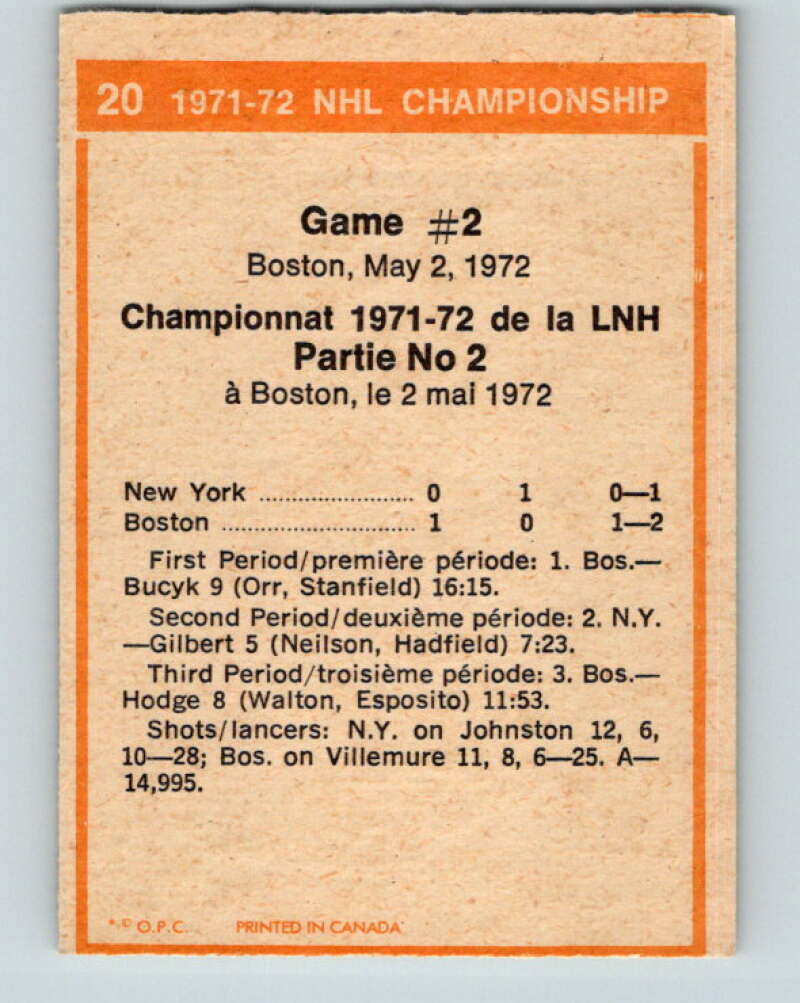 20 1971-72 NHL CHAMPIONSHIP
Game #2
Boston, May 2, 1972
Championnat 1971-72 de la LNH
Partie No 2
à Boston, le 2 mai 1972
New York ........................ 0 1 0—1
Boston .............................. 1 0 1—2
First Period/première période: 1. Bos.—
Bucyk 9 (Orr, Stanfield) 16:15.
Second Period/deuxième période: 2. N.Y.
—Gilbert 5 (Neilson, Hadfield) 7:23.
Third Period/troisième période: 3. Bos.—
Hodge 8 (Walton, Esposito) 11:53.
Shots/lancers: N.Y. on Johnston 12, 6,
10—28; Bos. on Villemure 11, 8, 6—25. A—
14,995.
*. © O.P.C. PRINTED IN CANADA